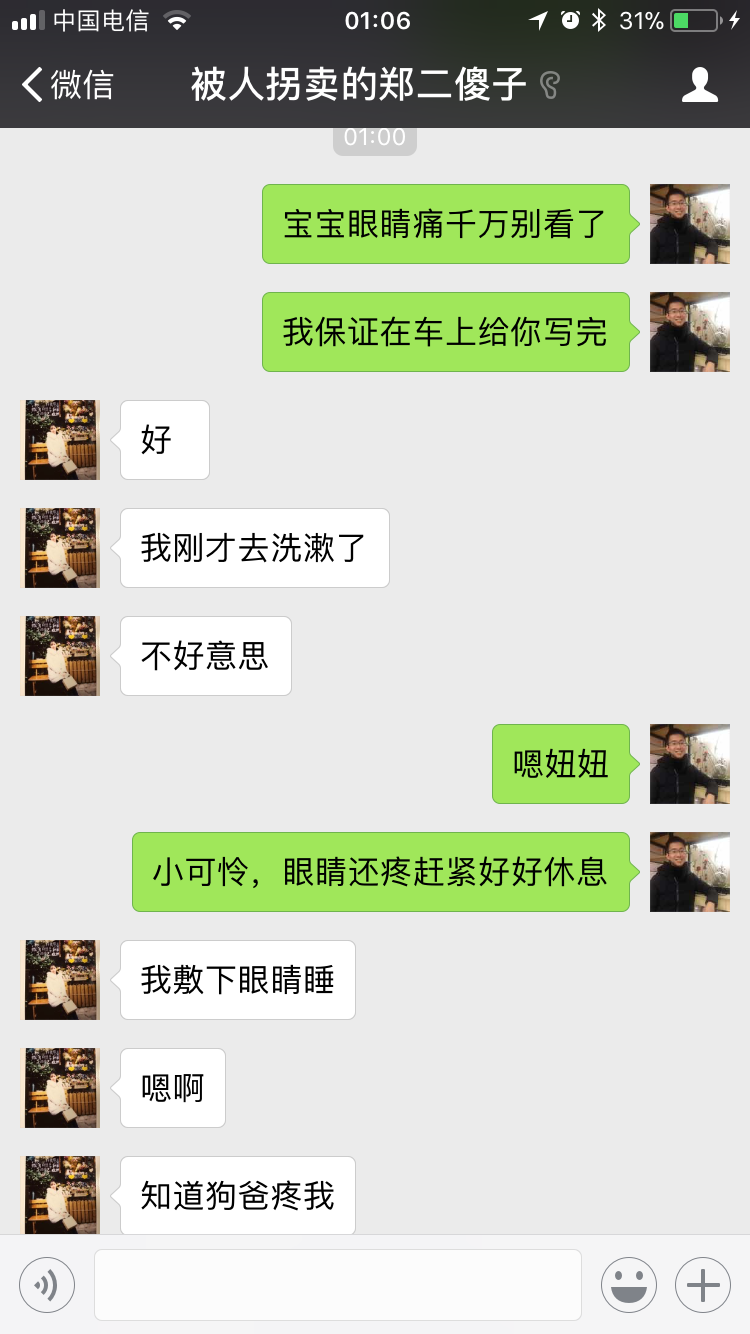 中国电信 01:06 31%
微信 被人拐卖的郑二傻子
01:00
宝宝眼睛痛千万别看了
我保证在车上给你写完
好
我刚才去洗漱了
不好意思
嗯妞妞
小可怜，眼睛还疼赶紧好好休息
我敷下眼睛睡
嗯啊
知道狗爸疼我